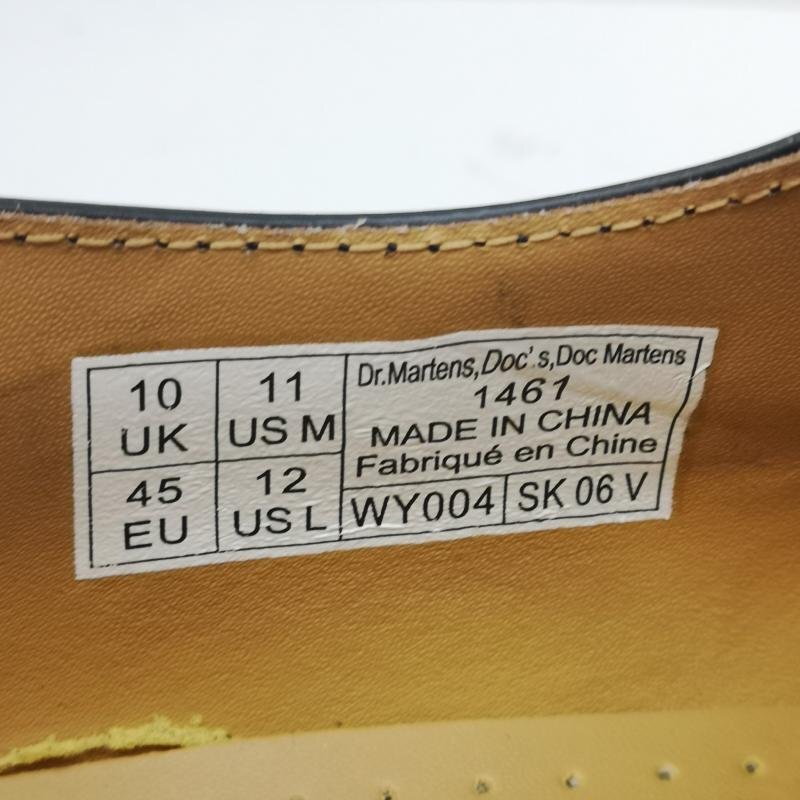 10
UK
11
US M
45
EU
12
US L
Dr.Martens,Doc's,Doc Martens
1461
MADE IN CHINA
Fabriqué en Chine
WY004
SK 06 V